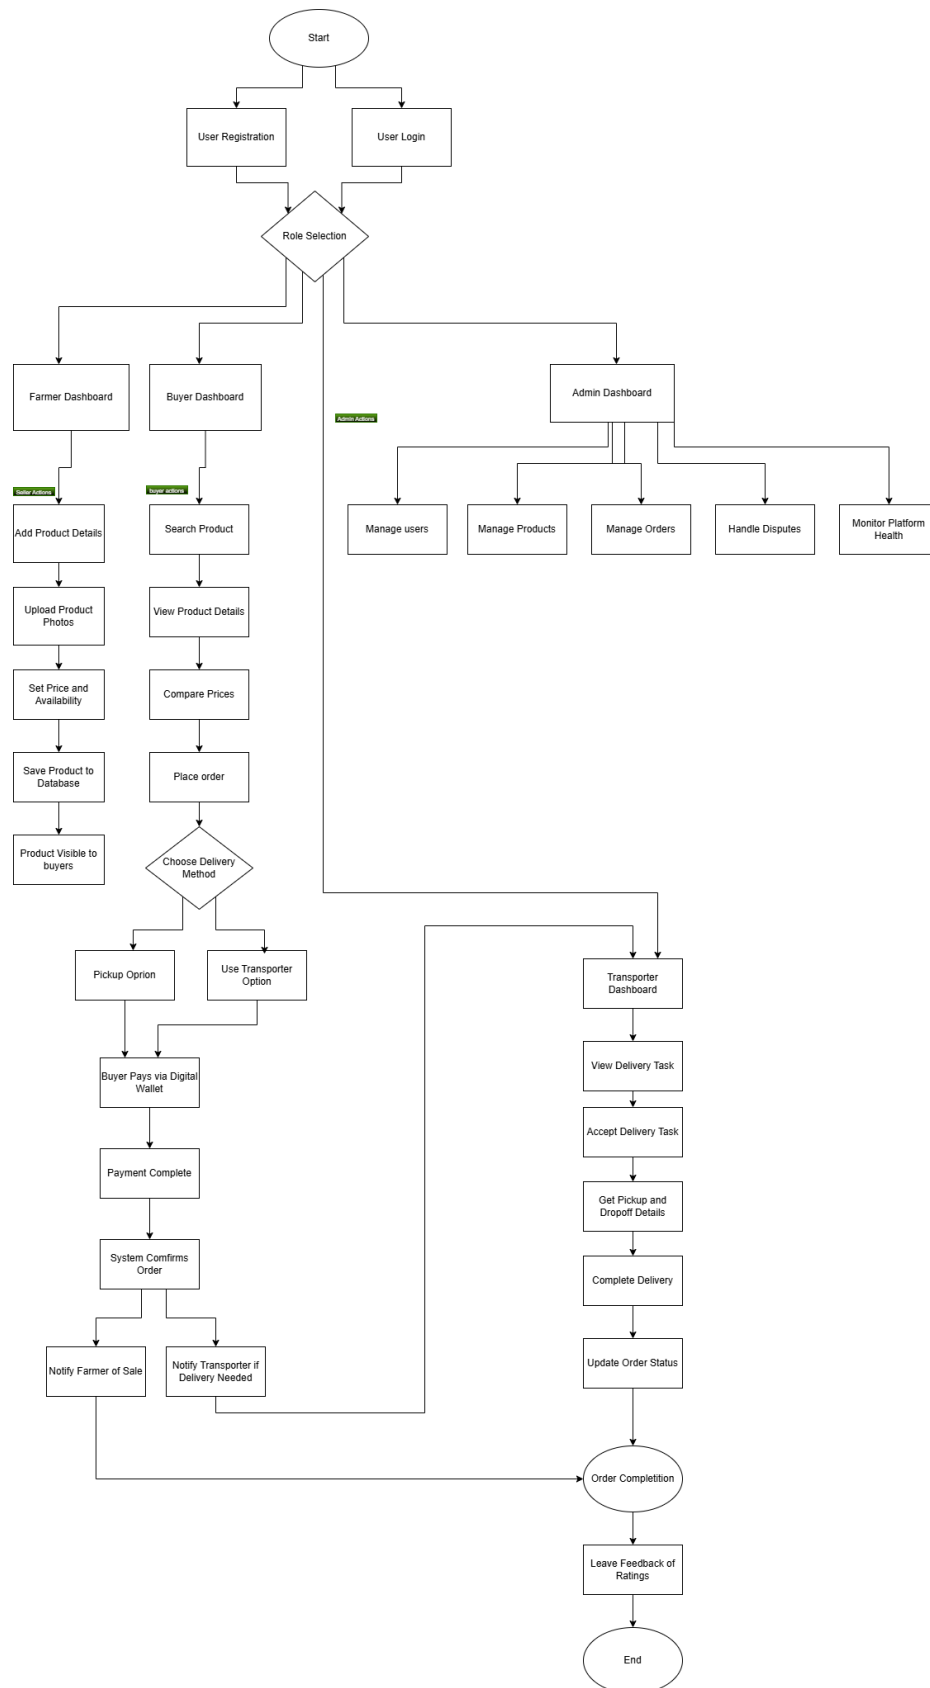 Start
User Registration
User Login
Role Selection
Farmer Dashboard
Buyer Dashboard
Admin Dashboard
Admin Actions
Seller Actions
buyer actions
Add Product Details
Search Product
Manage users
Manage Products
Manage Orders
Handle Disputes
Monitor Platform
Health
Upload Product
Photos
View Product Details
Set Price and
Availability
Compare Prices
Save Product to
Database
Place order
Product Visible to
buyers
Choose Delivery
Method
Pickup Oprion
Use Transporter
Option
Transporter
Dashboard
Buyer Pays via Digital
Wallet
View Delivery Task
Accept Delivery Task
Payment Complete
Get Pickup and
Dropoff Details
System Comfirms
Order
Complete Delivery
Notify Farmer of Sale
Notify Transporter if
Delivery Needed
Update Order Status
Order Completition
Leave Feedback of
Ratings
End